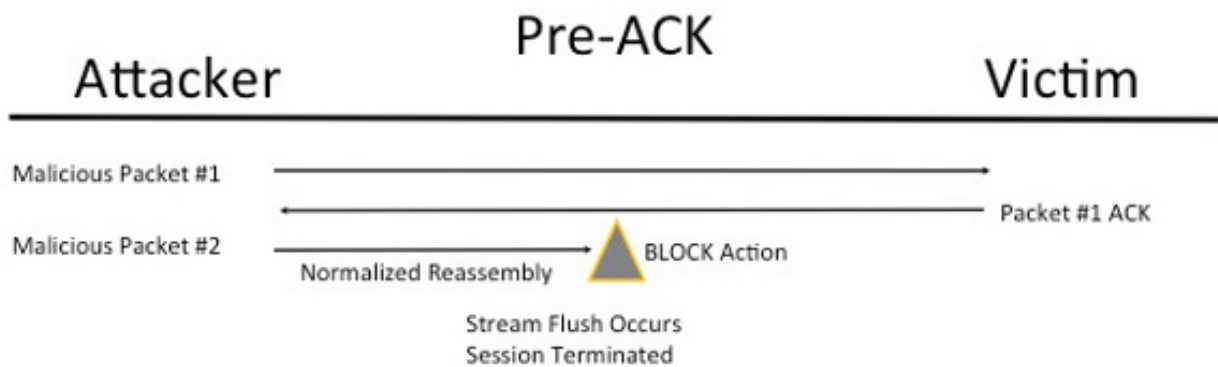 Pre-ACK
Attacker
Victim
Malicious Packet #1
Packet #1 ACK
Malicious Packet #2
BLOCK Action
Normalized Reassembly
Stream Flush Occurs
Session Terminated